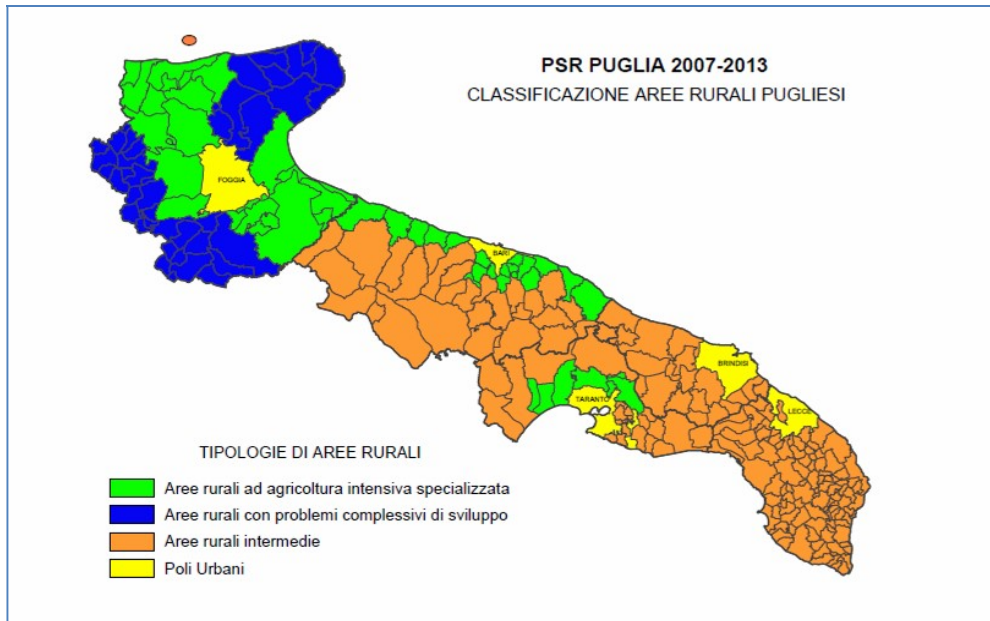 PSR PUGLIA 2007-2013
CLASSIFICAZIONE AREE RURALI PUGLIESI
FOGGIA
BARI
BRINDISI
TARANTO
LECCE
TIPOLOGIE DI AREE RURALI
Aree rurali ad agricoltura intensiva specializzata
Aree rurali con problemi complessivi di sviluppo
Aree rurali intermedie
Poli Urbani